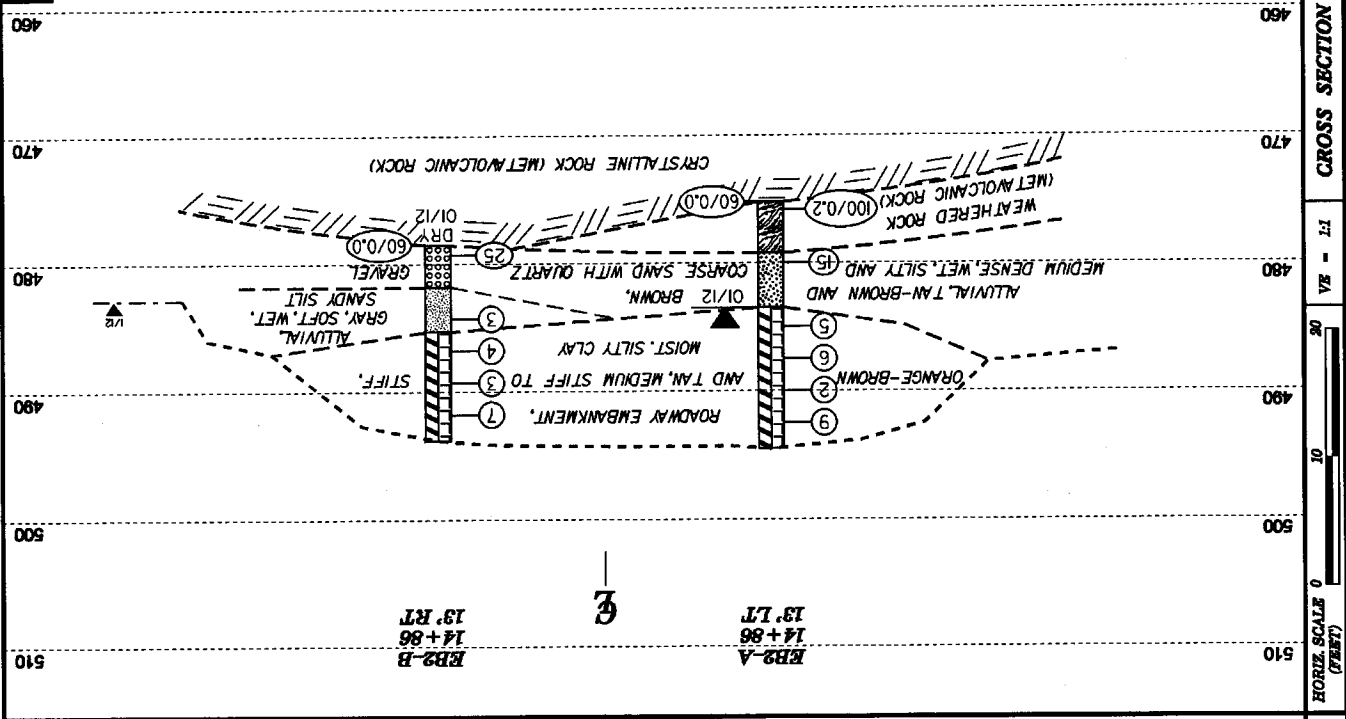 EB2-A
14+86
13' LT
EB2-B
14+86
13' RT
510
510
℄
500
500
9
ROADWAY EMBANKMENT,
7
490
490
2
ORANGE-BROWN AND TAN, MEDIUM STIFF TO STIFF,
3
6
MOIST. SILTY CLAY
4
5
3
ALLUVIAL,
GRAY, SOFT, WET,
SANDY SILT
1/12
01/12
ALLUVIAL, TAN-BROWN AND BROWN,
MEDIUM DENSE, WET, SILTY AND COARSE SAND WITH QUARTZ GRAVEL
480
480
15
25
60/0.0
DRY
01/12
WEATHERED ROCK
(METAVOLCANIC ROCK)
100/0.2
60/0.0
CRYSTALLINE ROCK (METAVOLCANIC ROCK)
470
470
460
460
HORIZ. SCALE
(FEET)
0 10 20
VE = 1:1
CROSS SECTION